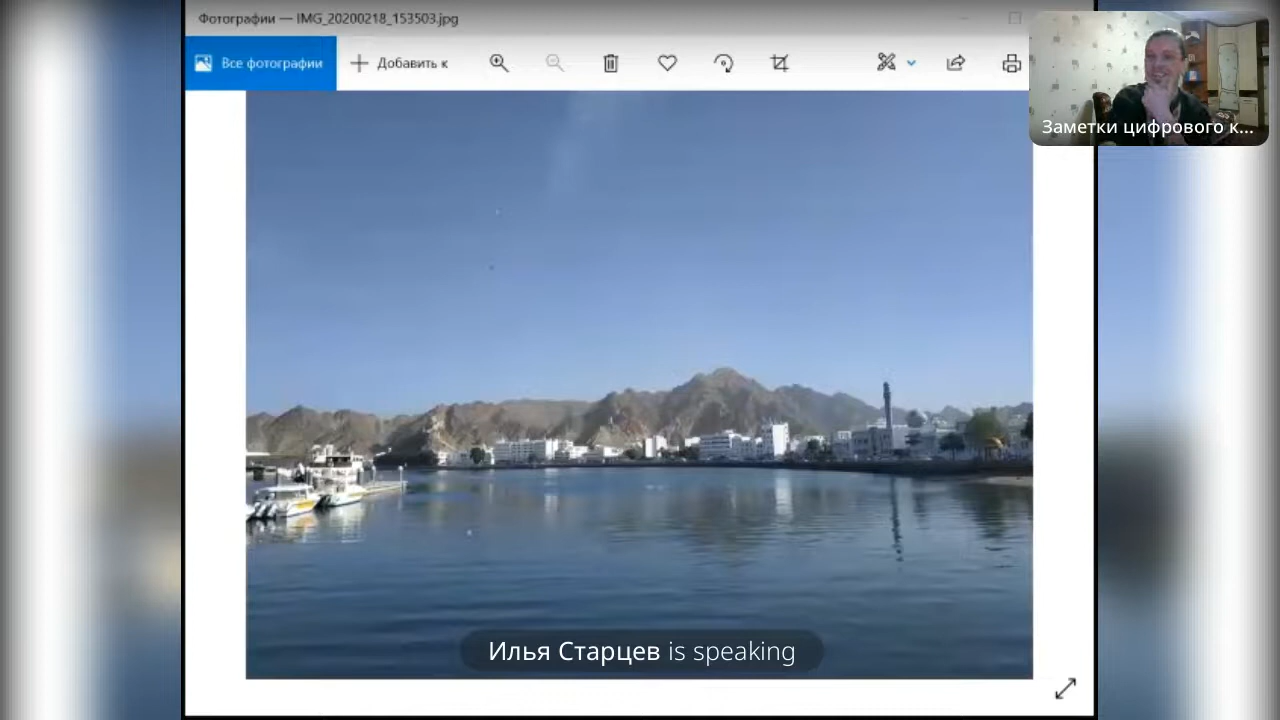 Фотографии — IMG_20200218_153503.jpg
Все фотографии
Добавить к
Заметки цифрового к...
Илья Старцев is speaking